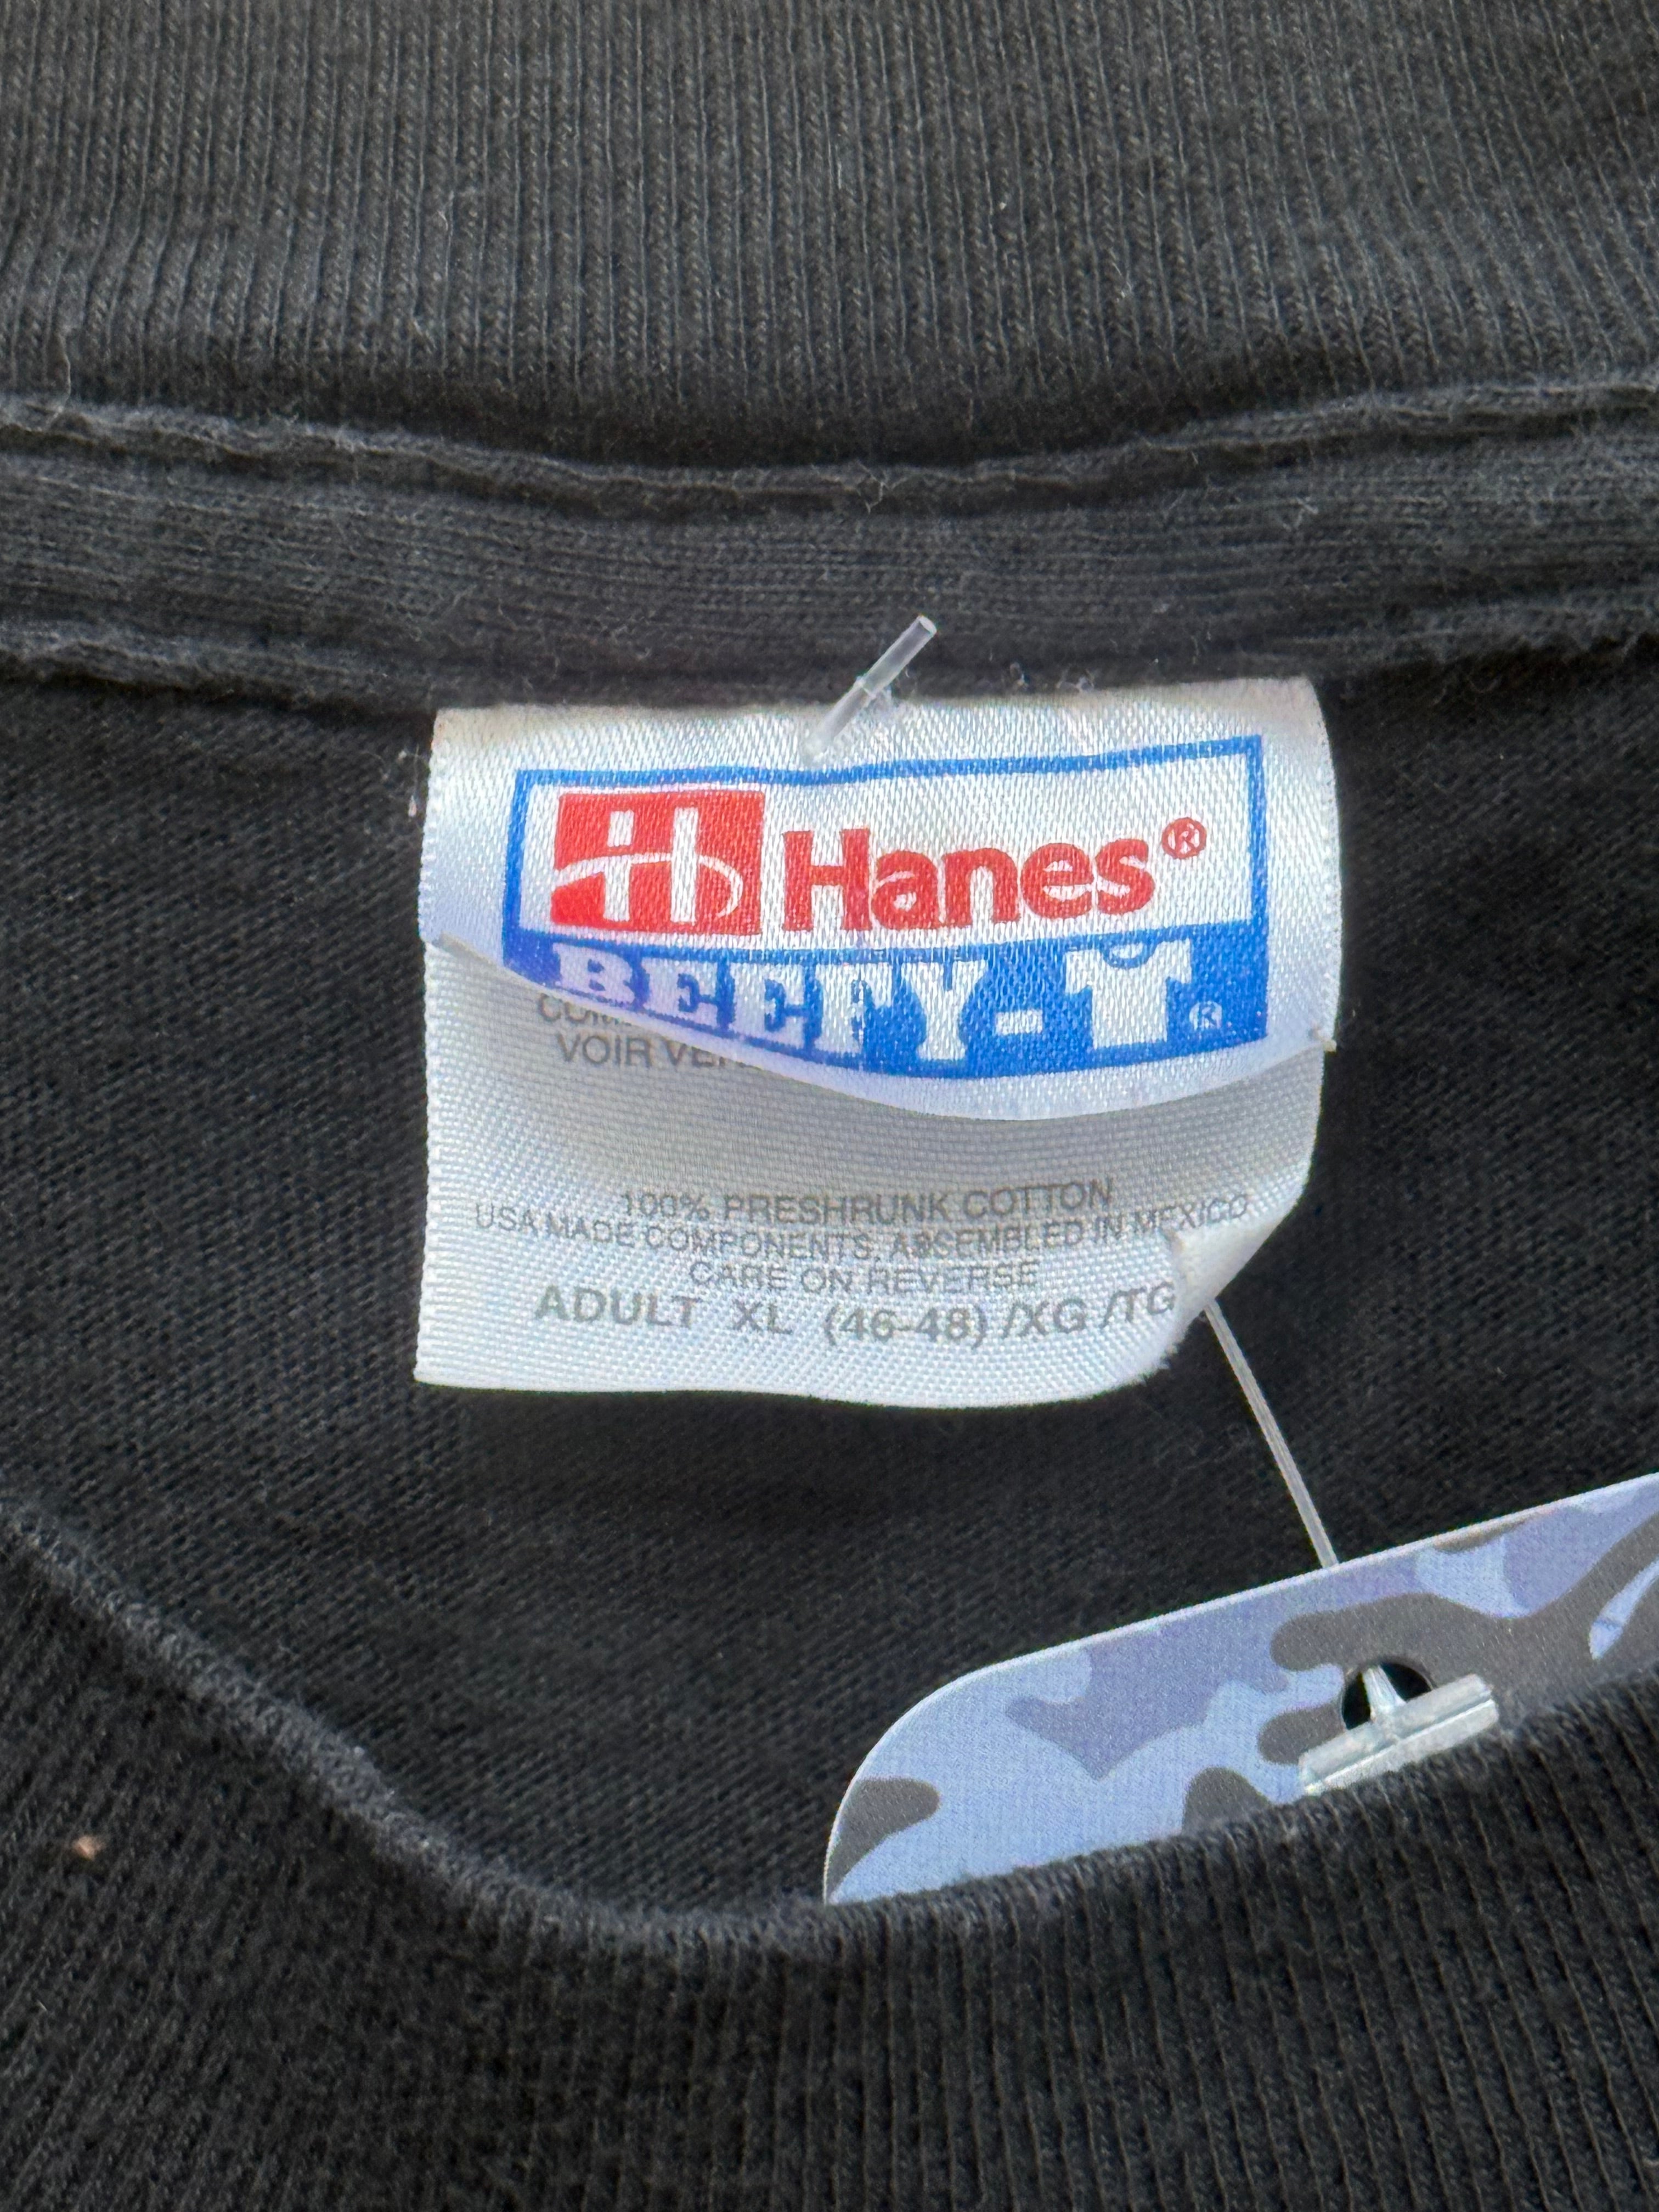 Hanes®
BEEFY-T®
VOIR
100% PRESHRUNK COTTON
USA MADE COMPONENTS, ASSEMBLED IN MEXICO
CARE ON REVERSE
ADULT XL (46-48) /XG /TG